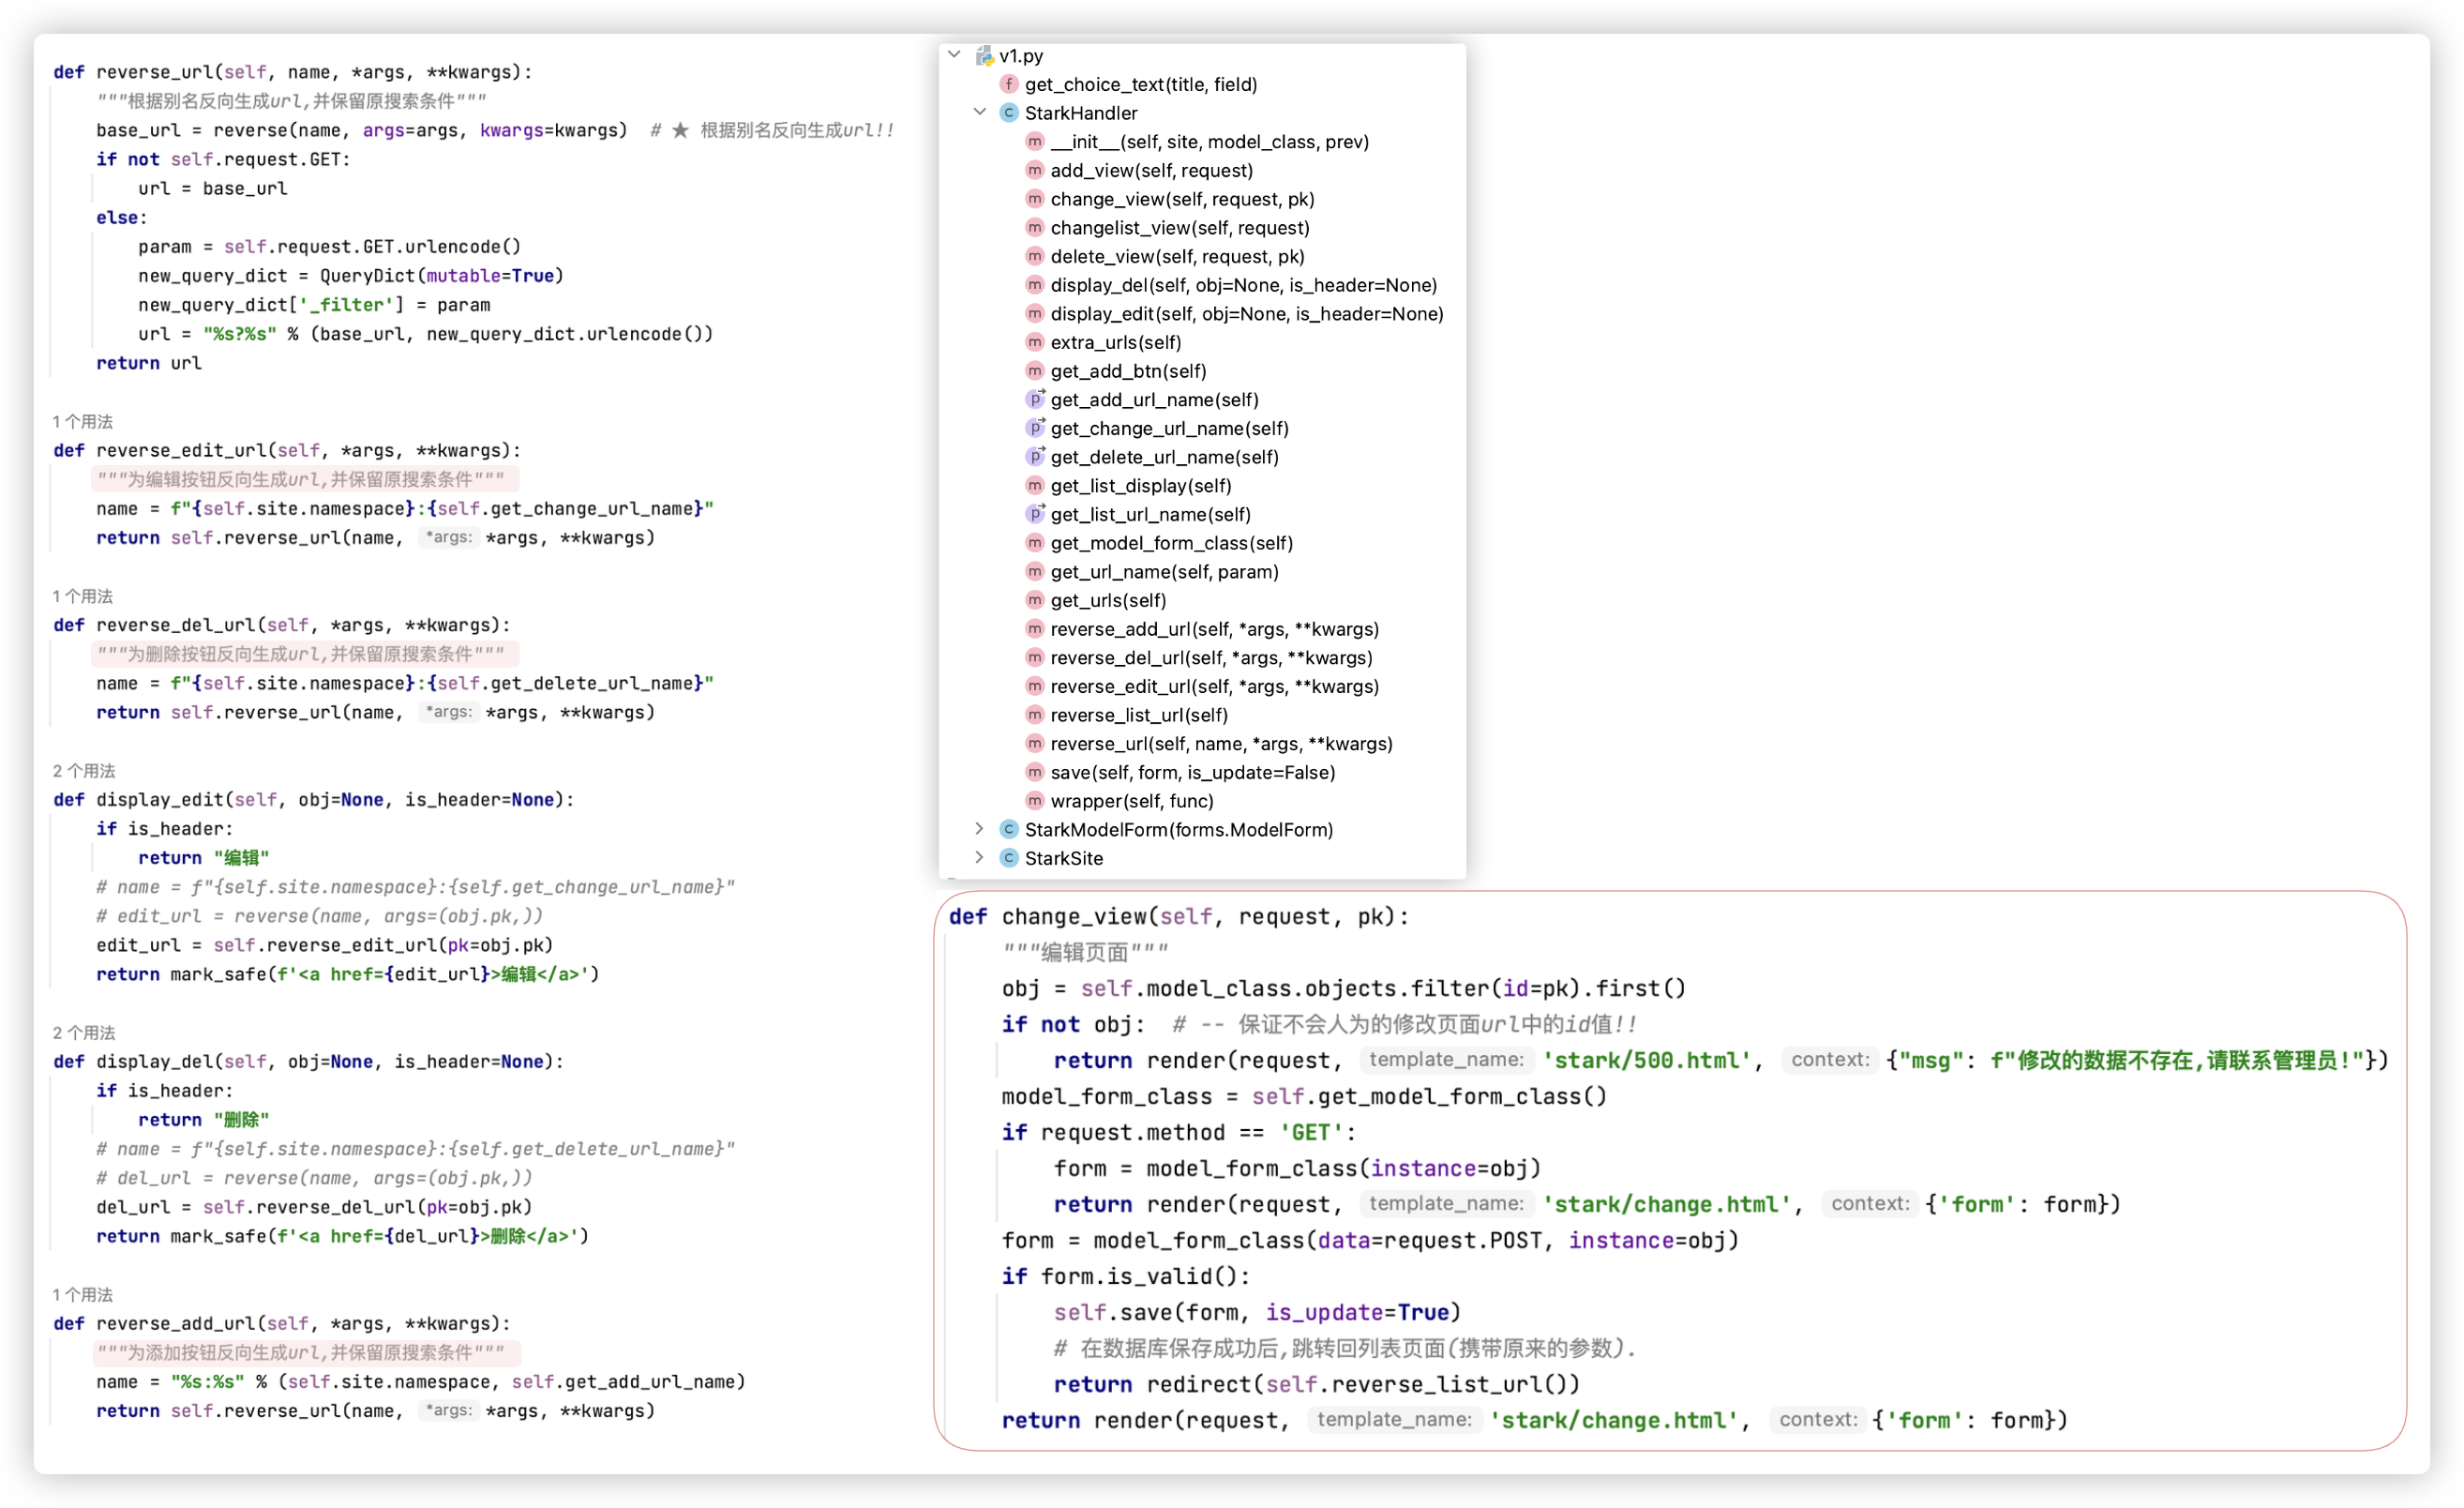 def reverse_url(self, name, *args, **kwargs):
    """根据别名反向生成url,并保留原搜索条件"""
    base_url = reverse(name, args=args, kwargs=kwargs)  # ★ 根据别名反向生成url!!
    if not self.request.GET:
        url = base_url
    else:
        param = self.request.GET.urlencode()
        new_query_dict = QueryDict(mutable=True)
        new_query_dict['_filter'] = param
        url = "%s?%s" % (base_url, new_query_dict.urlencode())
    return url
1 个用法
def reverse_edit_url(self, *args, **kwargs):
    """为编辑按钮反向生成url,并保留原搜索条件"""
    name = f"{self.site.namespace}:{self.get_change_url_name}"
    return self.reverse_url(name, *args: *args, **kwargs)
1 个用法
def reverse_del_url(self, *args, **kwargs):
    """为删除按钮反向生成url,并保留原搜索条件"""
    name = f"{self.site.namespace}:{self.get_delete_url_name}"
    return self.reverse_url(name, *args: *args, **kwargs)
2 个用法
def display_edit(self, obj=None, is_header=None):
    if is_header:
        return "编辑"
    # name = f"{self.site.namespace}:{self.get_change_url_name}"
    # edit_url = reverse(name, args=(obj.pk,))
    edit_url = self.reverse_edit_url(pk=obj.pk)
    return mark_safe(f'<a href={edit_url}>编辑</a>')
2 个用法
def display_del(self, obj=None, is_header=None):
    if is_header:
        return "删除"
    # name = f"{self.site.namespace}:{self.get_delete_url_name}"
    # del_url = reverse(name, args=(obj.pk,))
    del_url = self.reverse_del_url(pk=obj.pk)
    return mark_safe(f'<a href={del_url}>删除</a>')
1 个用法
def reverse_add_url(self, *args, **kwargs):
    """为添加按钮反向生成url,并保留原搜索条件"""
    name = "%s:%s" % (self.site.namespace, self.get_add_url_name)
    return self.reverse_url(name, *args: *args, **kwargs)
v1.py
f get_choice_text(title, field)
C StarkHandler
m __init__(self, site, model_class, prev)
m add_view(self, request)
m change_view(self, request, pk)
m changelist_view(self, request)
m delete_view(self, request, pk)
m display_del(self, obj=None, is_header=None)
m display_edit(self, obj=None, is_header=None)
m extra_urls(self)
m get_add_btn(self)
p get_add_url_name(self)
p get_change_url_name(self)
p get_delete_url_name(self)
m get_list_display(self)
p get_list_url_name(self)
m get_model_form_class(self)
m get_url_name(self, param)
m get_urls(self)
m reverse_add_url(self, *args, **kwargs)
m reverse_del_url(self, *args, **kwargs)
m reverse_edit_url(self, *args, **kwargs)
m reverse_list_url(self)
m reverse_url(self, name, *args, **kwargs)
m save(self, form, is_update=False)
m wrapper(self, func)
C StarkModelForm(forms.ModelForm)
C StarkSite
def change_view(self, request, pk):
    """编辑页面"""
    obj = self.model_class.objects.filter(id=pk).first()
    if not obj:  # -- 保证不会人为的修改页面url中的id值!!
        return render(request, template_name: 'stark/500.html', context: {"msg": f"修改的数据不存在,请联系管理员!"})
    model_form_class = self.get_model_form_class()
    if request.method == 'GET':
        form = model_form_class(instance=obj)
        return render(request, template_name: 'stark/change.html', context: {'form': form})
    form = model_form_class(data=request.POST, instance=obj)
    if form.is_valid():
        self.save(form, is_update=True)
        # 在数据库保存成功后,跳转回列表页面(携带原来的参数).
        return redirect(self.reverse_list_url())
    return render(request, template_name: 'stark/change.html', context: {'form': form})